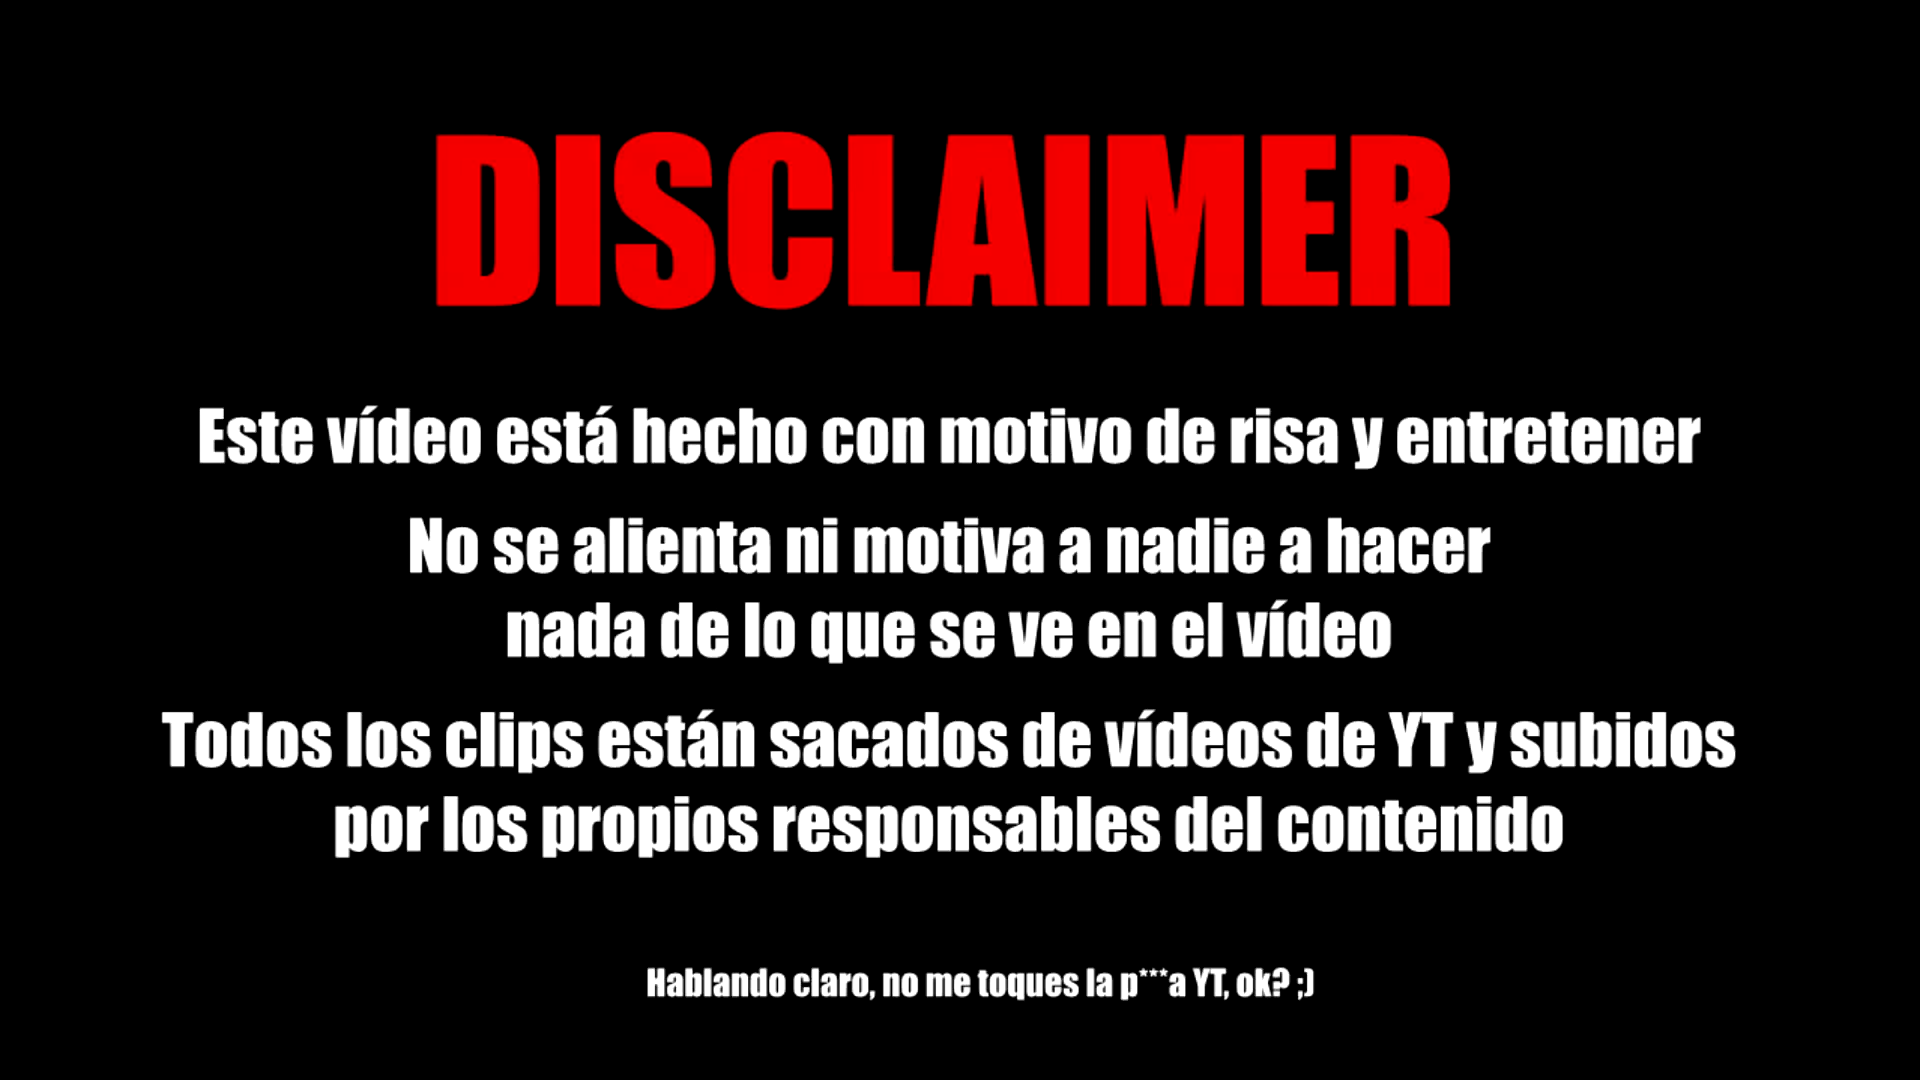 DISCLAIMER
Este vídeo está hecho con motivo de risa y entretener
No se alienta ni motiva a nadie a hacer
nada de lo que se ve en el vídeo
Todos los clips están sacados de vídeos de YT y subidos
por los propios responsables del contenido
Hablando claro, no me toques la p***a YT, ok? ;)